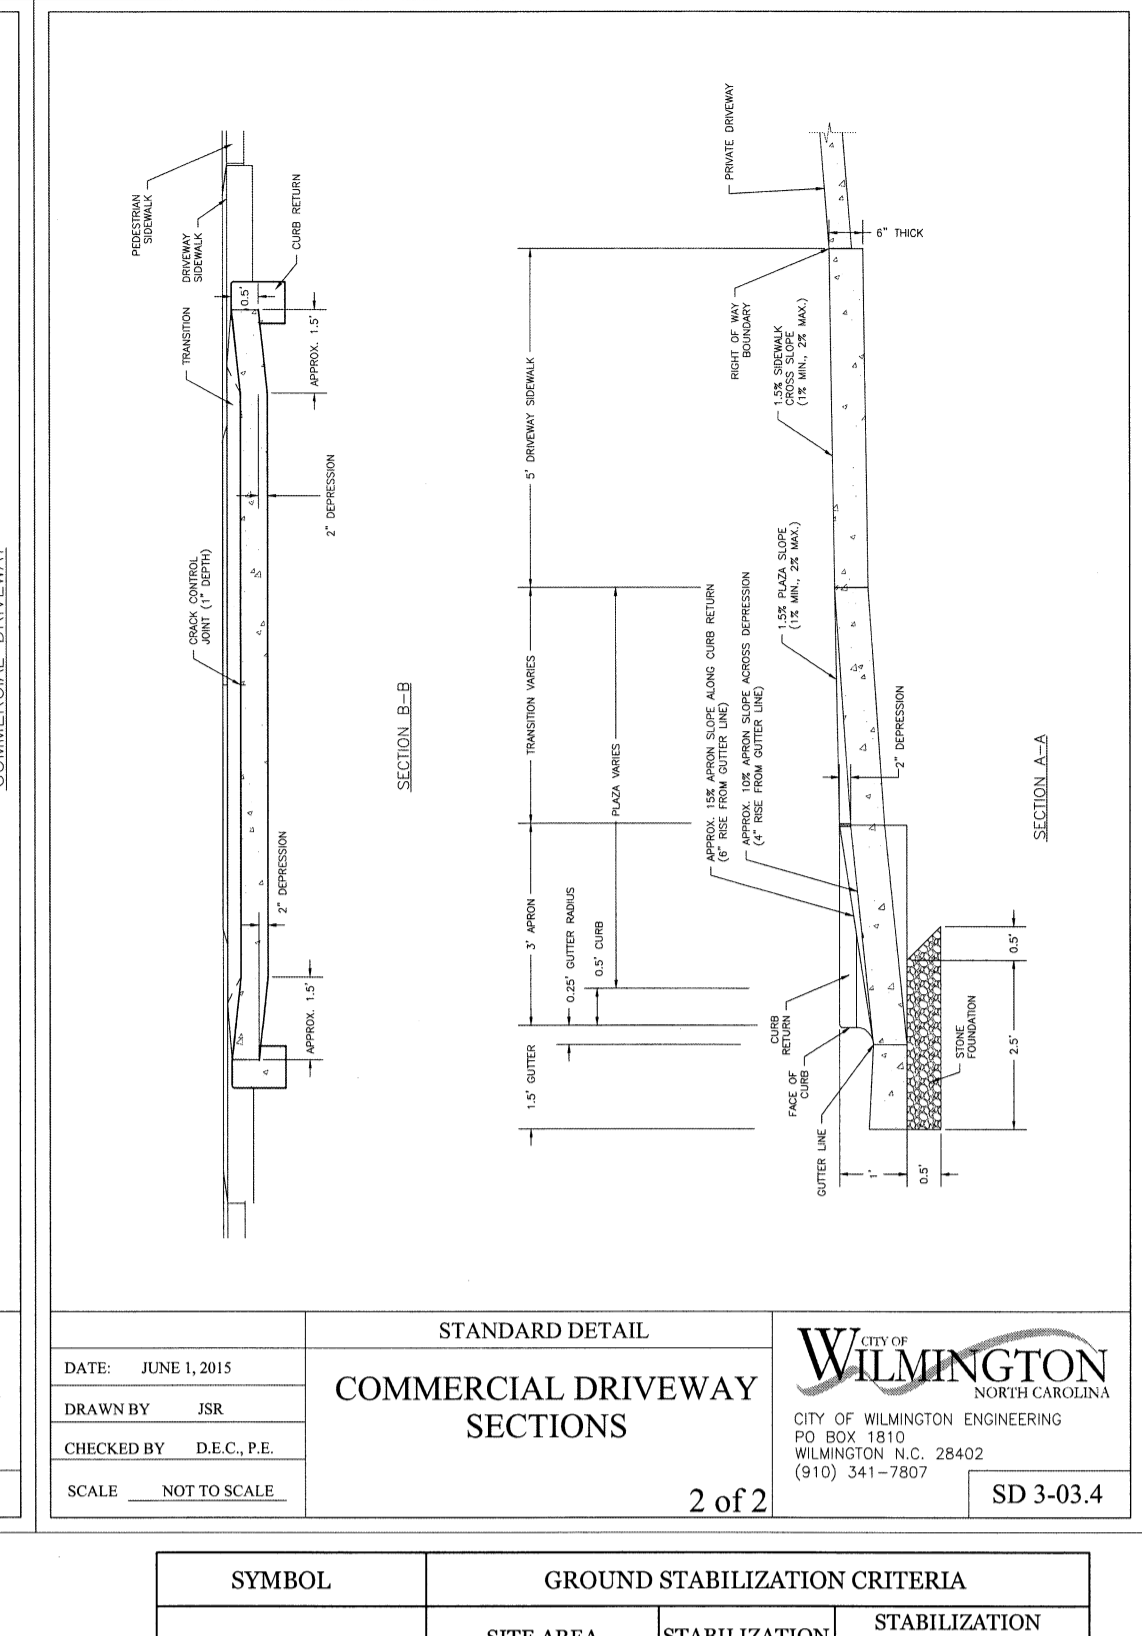 COMMERCIAL DRIVEWAY
PEDESTRIAN
SIDEWALK
DRIVEWAY
SIDEWALK
TRANSITION
CURB RETURN
0.5'
APPROX. 1.5'
2" DEPRESSION
CRACK CONTROL
JOINT (1" DEPTH)
2" DEPRESSION
APPROX. 1.5'
SECTION B-B
PRIVATE DRIVEWAY
6" THICK
RIGHT OF WAY
BOUNDARY
1.5% SIDEWALK
CROSS SLOPE
(1% MIN., 2% MAX.)
5' DRIVEWAY SIDEWALK
1.5% PLAZA SLOPE
(1% MIN., 2% MAX.)
TRANSITION VARIES
PLAZA VARIES
APPROX. 15% APRON SLOPE ALONG CURB RETURN
(6" RISE FROM GUTTER LINE)
APPROX. 10% APRON SLOPE ACROSS DEPRESSION
(4" RISE FROM GUTTER LINE)
2" DEPRESSION
3' APRON
0.25' GUTTER RADIUS
0.5' CURB
1.5' GUTTER
CURB
RETURN
FACE OF
CURB
GUTTER LINE
STONE
FOUNDATION
0.5'
2.5'
1'
0.5'
SECTION A-A
STANDARD DETAIL
DATE: JUNE 1, 2015
DRAWN BY JSR
CHECKED BY D.E.C., P.E.
SCALE NOT TO SCALE
COMMERCIAL DRIVEWAY
SECTIONS
2 of 2
CITY OF
WILMINGTON
NORTH CAROLINA
CITY OF WILMINGTON ENGINEERING
PO BOX 1810
WILMINGTON N.C. 28402
(910) 341-7807
SD 3-03.4
SYMBOL
GROUND STABILIZATION CRITERIA
SITE AREA
STABILIZATION
STABILIZATION